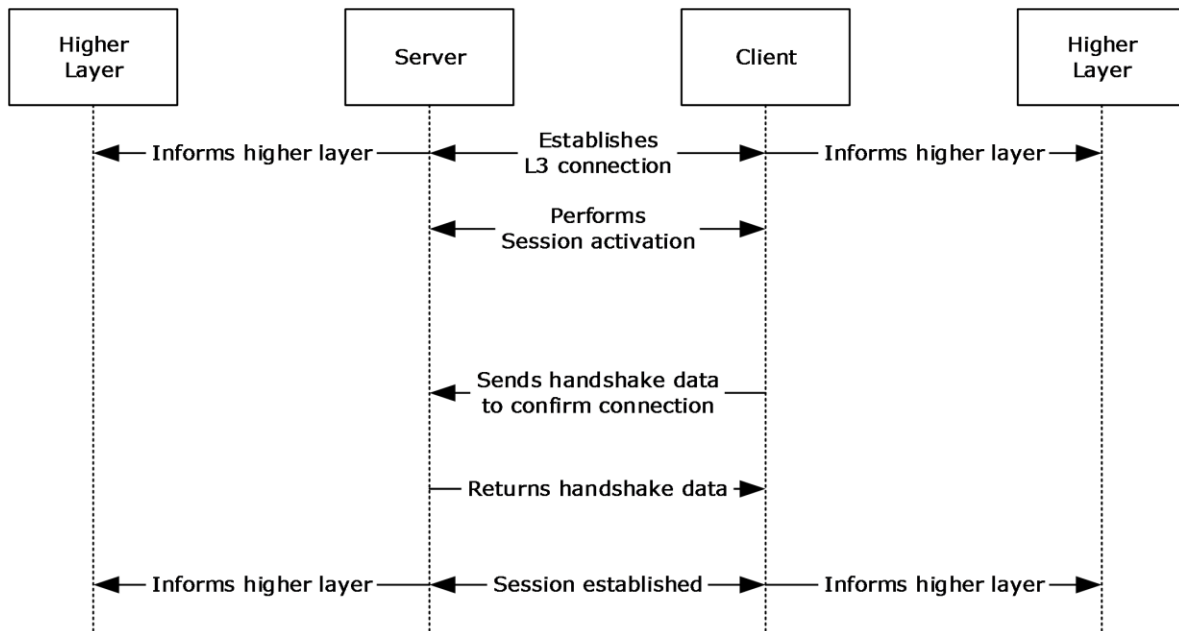 Higher
Layer
Server
Client
Higher
Layer
Informs higher layer
Establishes
L3 connection
Informs higher layer
Performs
Session activation
Sends handshake data
to confirm connection
Returns handshake data
Informs higher layer
Session established
Informs higher layer